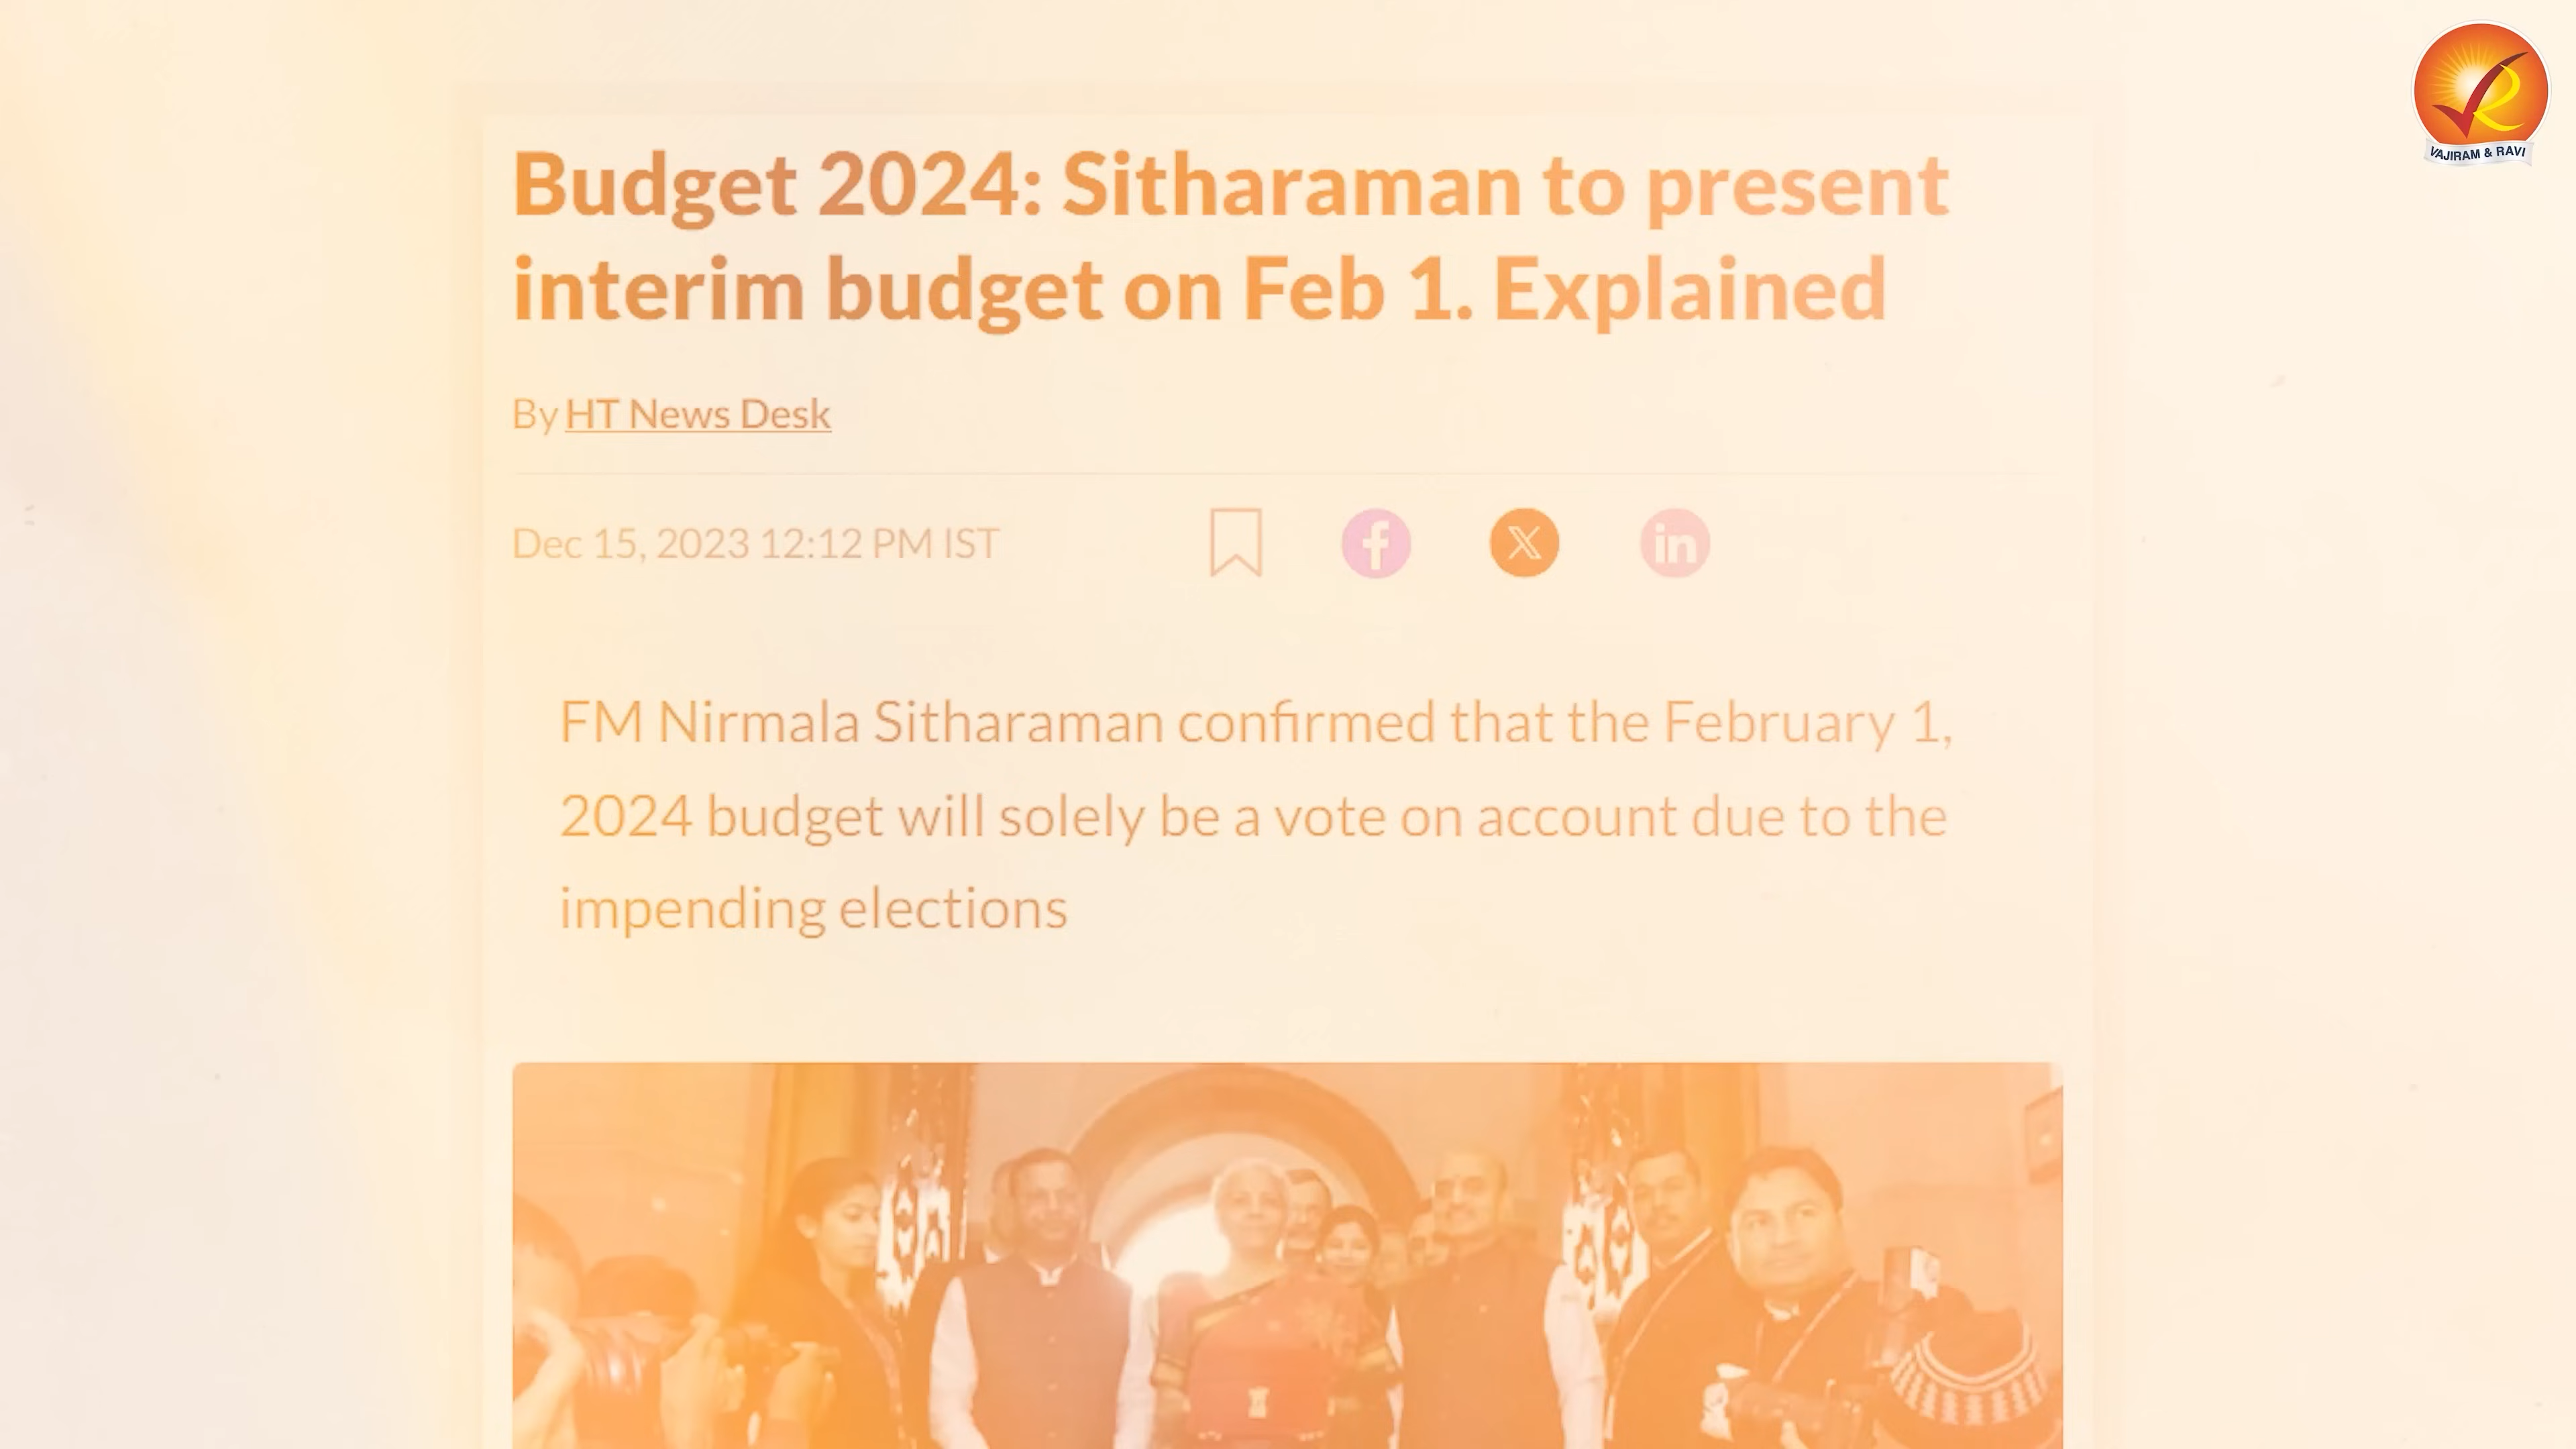 VAJIRAM & RAVI
Budget 2024: Sitharaman to present
interim budget on Feb 1. Explained
By HT News Desk
Dec 15, 2023 12:12 PM IST
FM Nirmala Sitharaman confirmed that the February 1,
2024 budget will solely be a vote on account due to the
impending elections